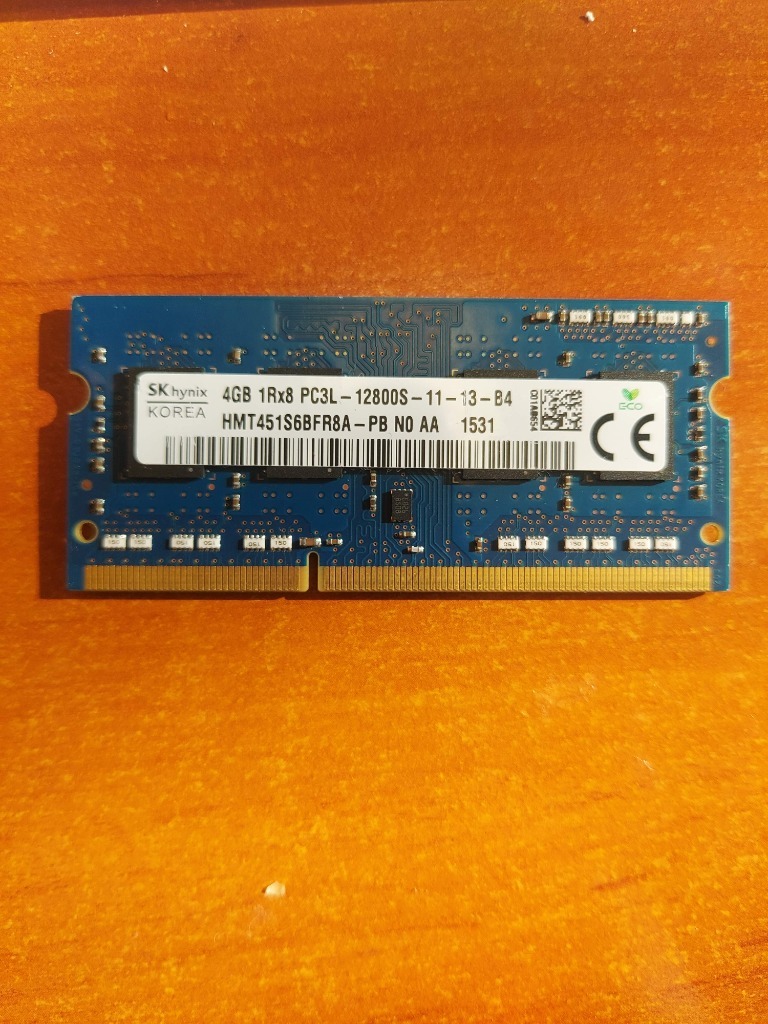 SK hynix
KOREA
4GB 1Rx8 PC3L-12800S-11-13-B4
HMT451S6BFR8A-PB N0 AA 1531
ECO
CE